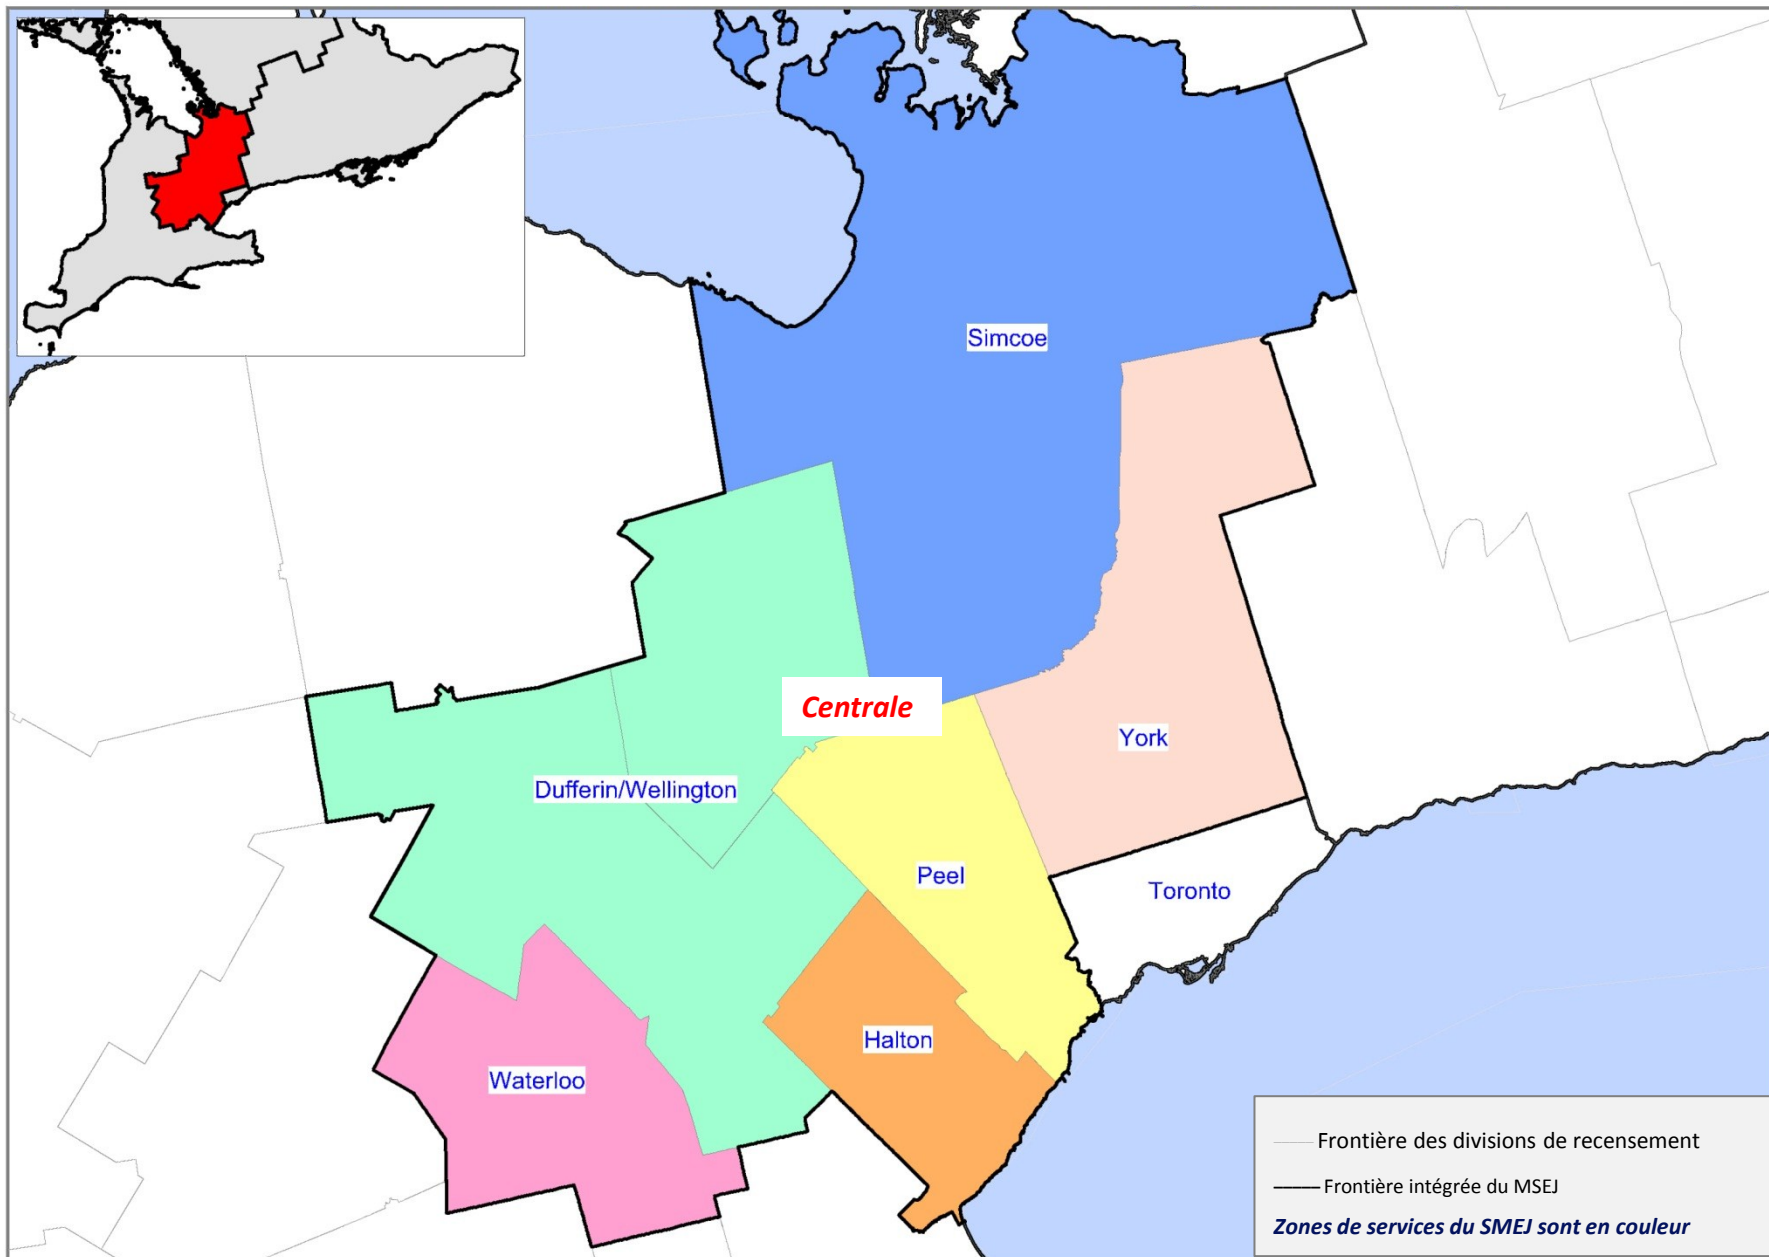 Simcoe
Centrale
York
Dufferin/Wellington
Peel
Toronto
Halton
Waterloo
Frontière des divisions de recensement
Frontière intégrée du MSEJ
Zones de services du SMEJ sont en couleur